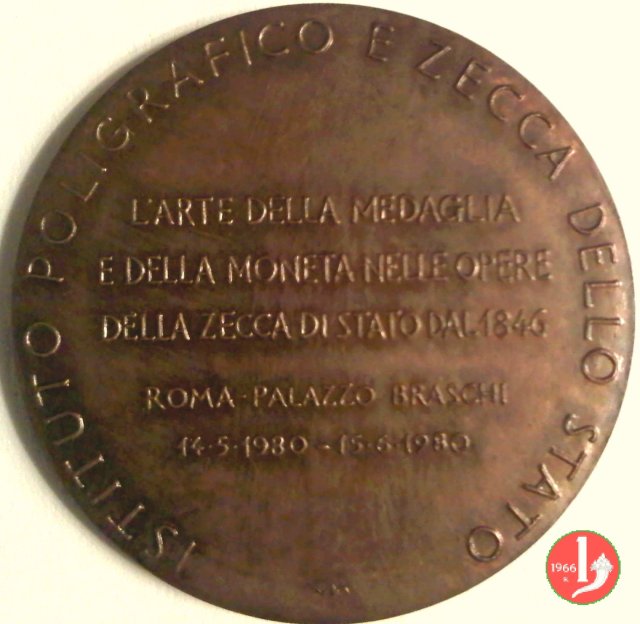 ISTITUTO POLIGRAFICO E ZECCA DELLO STATO
L'ARTE DELLA MEDAGLIA
E DELLA MONETA NELLE OPERE
DELLA ZECCA DI STATO DAL 1846
ROMA - PALAZZO BRASCHI
14·5·1980 - 15·6·1980
1966